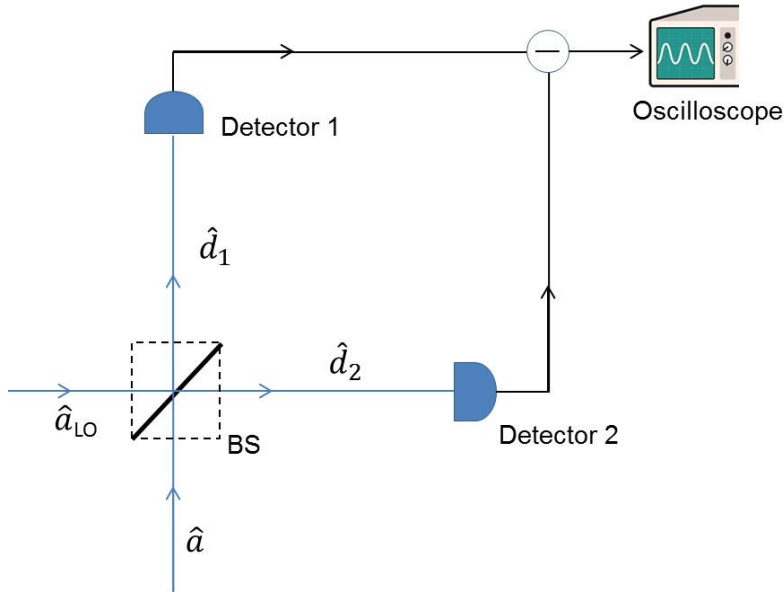 −
Oscilloscope
Detector 1
d̂₁
d̂₂
â_LO
BS
Detector 2
â